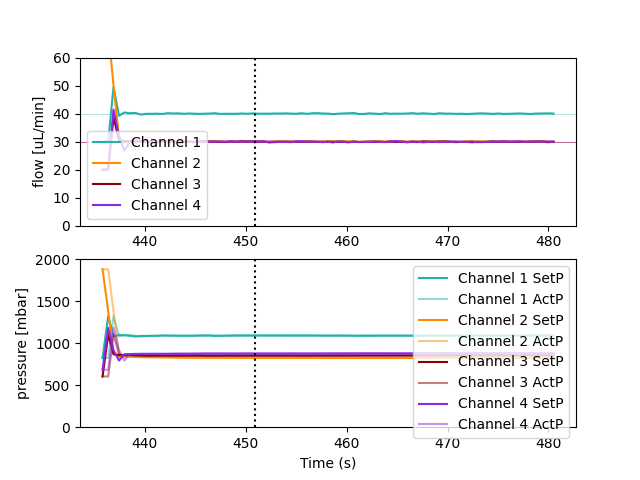 60
50
40
30
20
10
0
flow [uL/min]
Channel 1
Channel 2
Channel 3
Channel 4
440
450
460
470
480
2000
1500
1000
500
0
pressure [mbar]
Channel 1 SetP
Channel 1 ActP
Channel 2 SetP
Channel 2 ActP
Channel 3 SetP
Channel 3 ActP
Channel 4 SetP
Channel 4 ActP
440
450
460
470
480
Time (s)